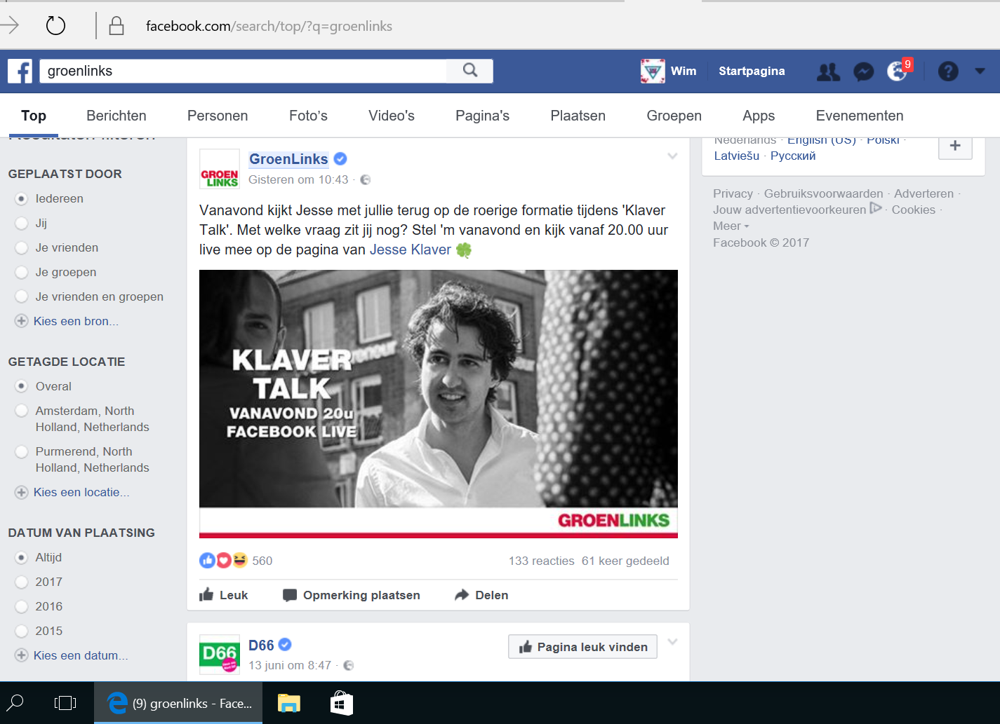 facebook.com/search/top/?q=groenlinks
groenlinks
Wim
Startpagina
9
Top
Berichten
Personen
Foto's
Video's
Pagina's
Plaatsen
Groepen
Apps
Evenementen
Resultaten filteren
GEPLAATST DOOR
Iedereen
Jij
Je vrienden
Je groepen
Je vrienden en groepen
Kies een bron...
GETAGDE LOCATIE
Overal
Amsterdam, North
Holland, Netherlands
Purmerend, North
Holland, Netherlands
Kies een locatie...
DATUM VAN PLAATSING
Altijd
2017
2016
2015
Kies een datum...
GROEN
LINKS
GroenLinks
Gisteren om 10:43 ·
Vanavond kijkt Jesse met jullie terug op de roerige formatie tijdens 'Klaver
Talk'. Met welke vraag zit jij nog? Stel 'm vanavond en kijk vanaf 20.00 uur
live mee op de pagina van Jesse Klaver
KLAVER
TALK
VANAVOND 20u
FACEBOOK LIVE
GROENLINKS
560
133 reacties 61 keer gedeeld
Leuk
Opmerking plaatsen
Delen
D66
D66
13 juni om 8:47 ·
Pagina leuk vinden
Nederlands · English (US) · Polski ·
Latviešu · Русский
+
Privacy · Gebruiksvoorwaarden · Adverteren ·
Jouw advertentievoorkeuren · Cookies ·
Meer
Facebook © 2017
(9) groenlinks - Face...